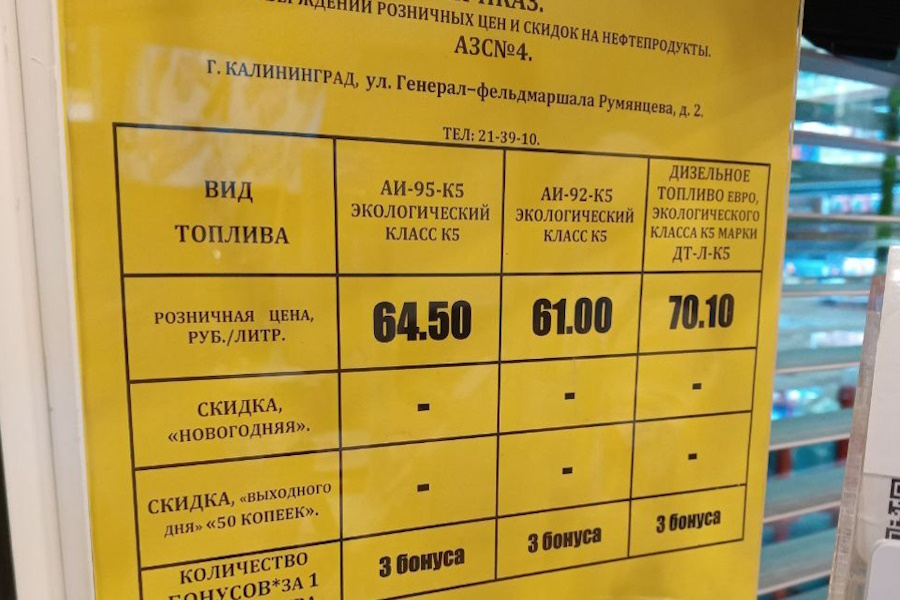 РОЗНИЧНЫХ ЦЕН И СКИДОК НА НЕФТЕПРОДУКТЫ.
АЗС№4.
Г. КАЛИНИНГРАД, ул. Генерал-фельдмаршала Румянцева, д. 2.
ТЕЛ: 21-39-10.
ВИД
ТОПЛИВА
АИ-95-К5
ЭКОЛОГИЧЕСКИЙ
КЛАСС К5
АИ-92-К5
ЭКОЛОГИЧЕСКИЙ
КЛАСС К5
ДИЗЕЛЬНОЕ
ТОПЛИВО ЕВРО,
ЭКОЛОГИЧЕСКОГО
КЛАССА К5 МАРКИ
ДТ-Л-К5
РОЗНИЧНАЯ ЦЕНА,
РУБ./ЛИТР.
64.50
61.00
70.10
СКИДКА,
«НОВОГОДНЯЯ».
-
-
-
СКИДКА, «ВЫХОДНОГО
ДНЯ» «50 КОПЕЕК».
-
-
-
КОЛИЧЕСТВО
БОНУСОВ*ЗА 1
3 бонуса
3 бонуса
3 бонуса